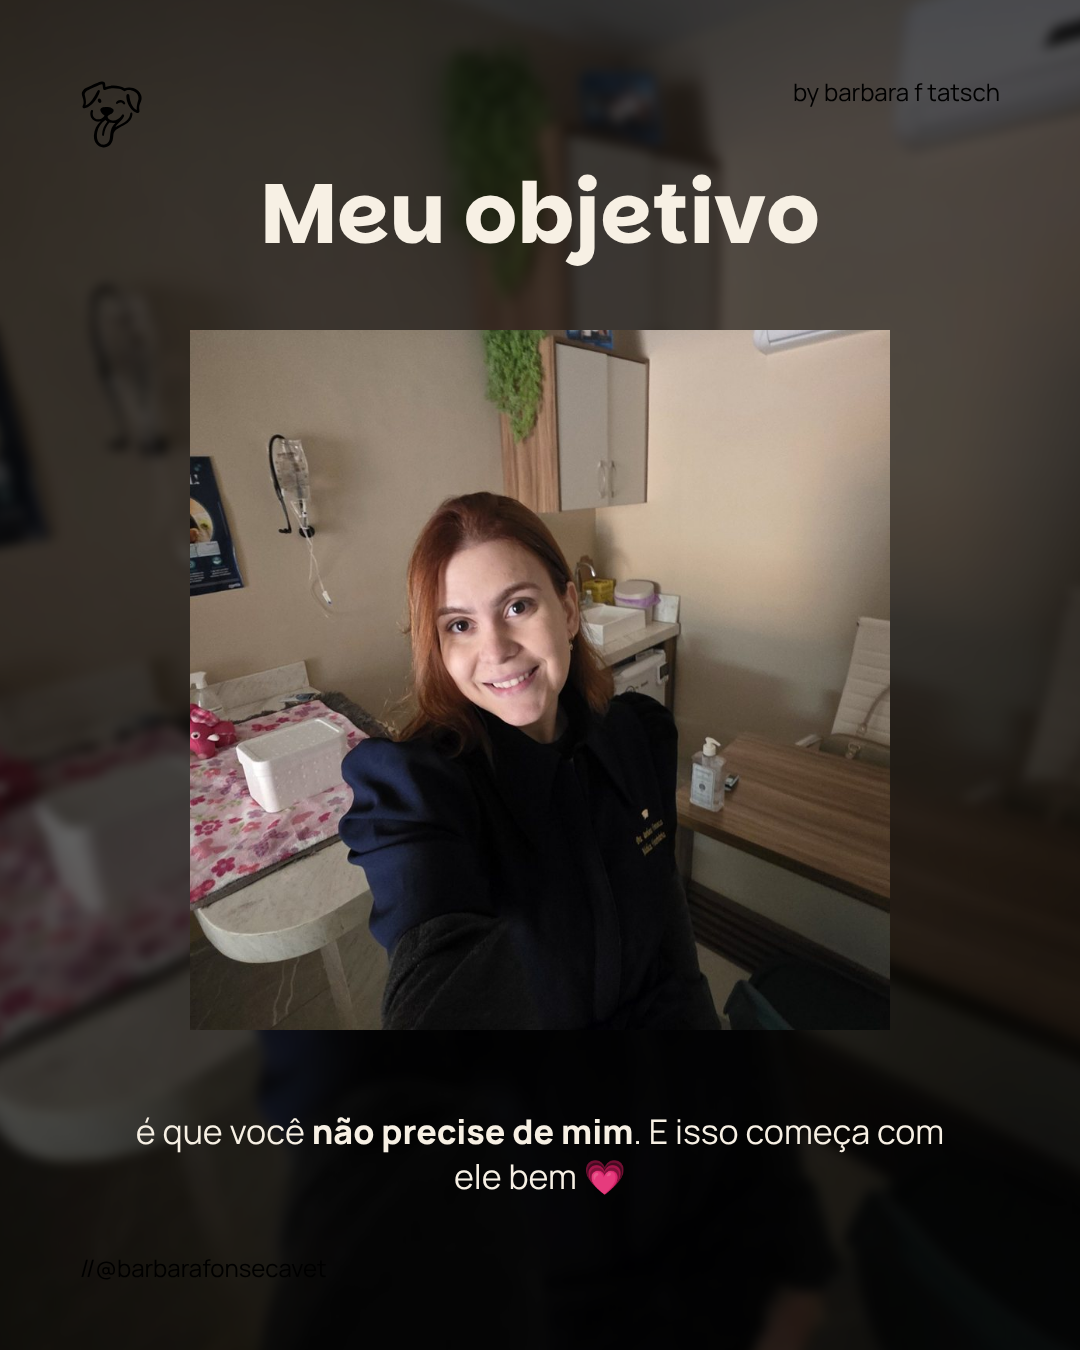 by barbara f tatsch
Meu objetivo
é que você não precise de mim. E isso começa com
ele bem 💗
//@barbarafonsecavet